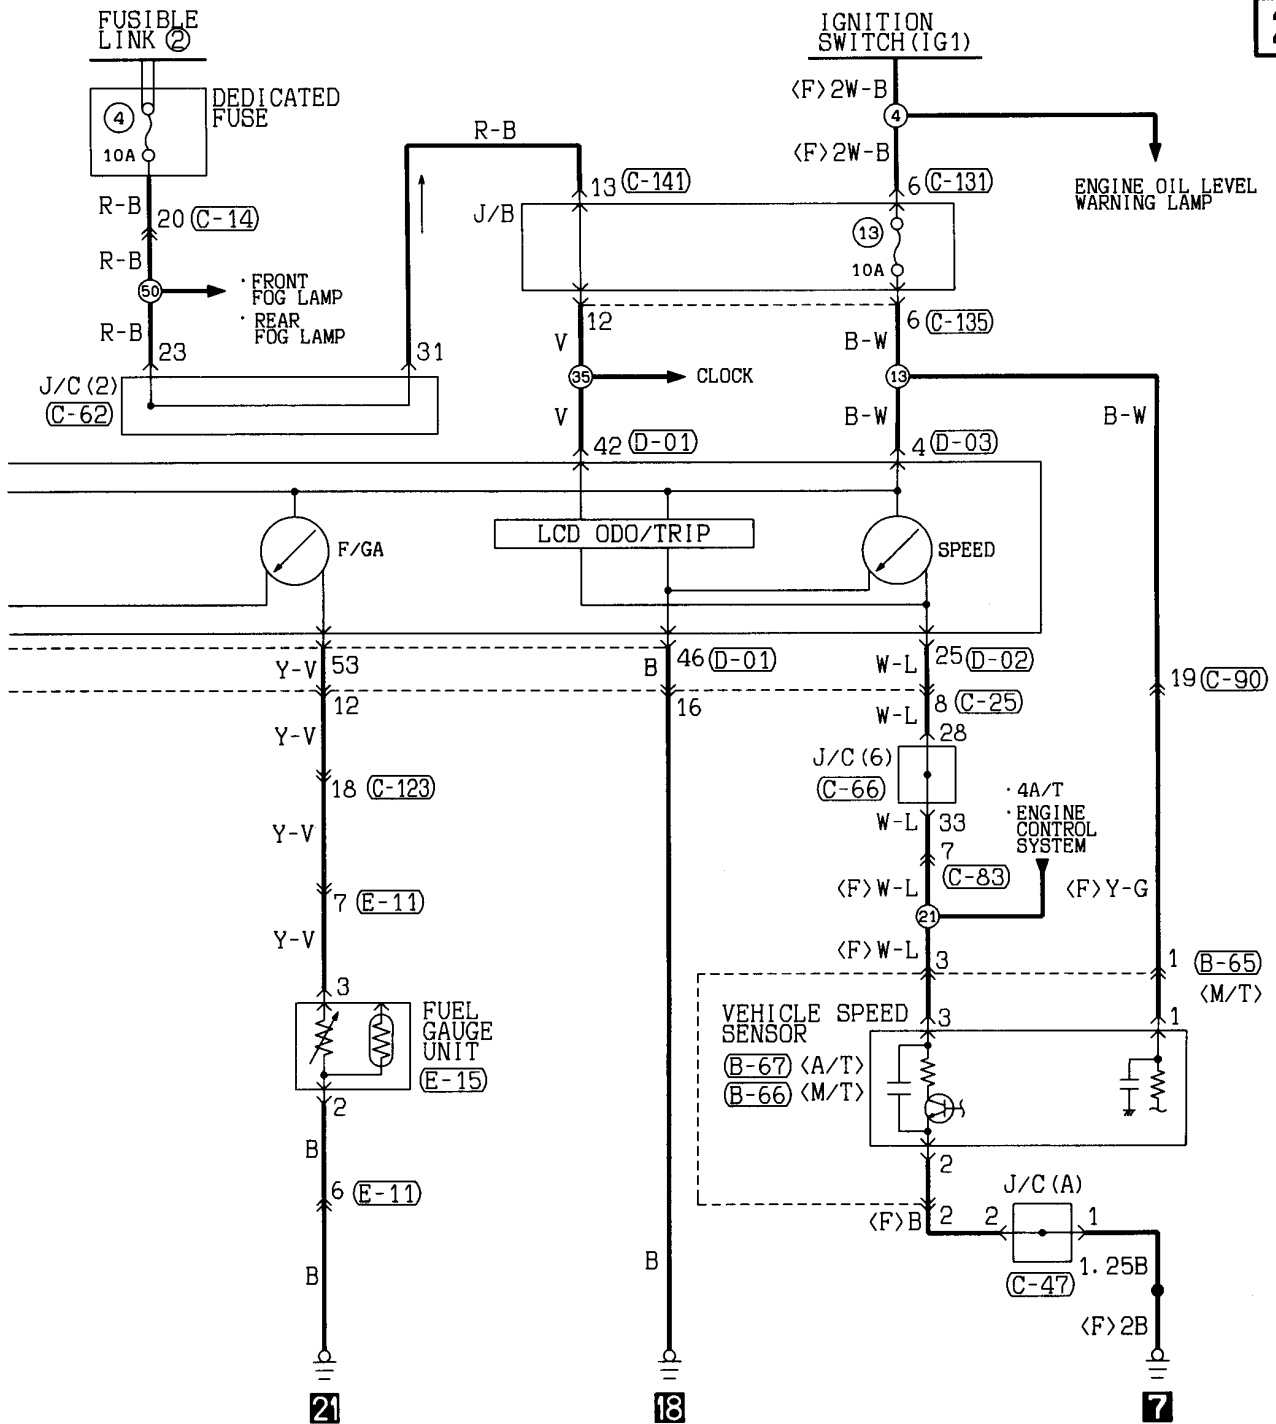 FUSIBLE
LINK ②
IGNITION
SWITCH(IG1)
2
<F>2W-B
DEDICATED
FUSE
4
10A
4
R-B
<F>2W-B
R-B
20 (C-14)
13 (C-141)
6 (C-131)
ENGINE OIL LEVEL
WARNING LAMP
J/B
13
10A
R-B
50
· FRONT
FOG LAMP
· REAR
FOG LAMP
R-B
23
31
12
6 (C-135)
V
B-W
J/C(2)
(C-62)
35
CLOCK
13
V
B-W
B-W
42 (D-01)
4 (D-03)
F/GA
LCD ODO/TRIP
SPEED
Y-V
53
B
46 (D-01)
W-L
25 (D-02)
19 (C-90)
12
16
8 (C-25)
Y-V
W-L
28
J/C(6)
(C-66)
18 (C-123)
· 4A/T
· ENGINE
CONTROL
SYSTEM
Y-V
W-L
33
7
(C-83)
7 (E-11)
<F>W-L
<F>Y-G
21
Y-V
<F>W-L
3
1 (B-65)
<M/T>
3
FUEL
GAUGE
UNIT
(E-15)
VEHICLE SPEED
SENSOR
(B-67) <A/T>
(B-66) <M/T>
3
1
2
B
2
6 (E-11)
J/C(A)
<F>B
2
2
1
(C-47)
1.25B
B
B
<F>2B
21
18
7